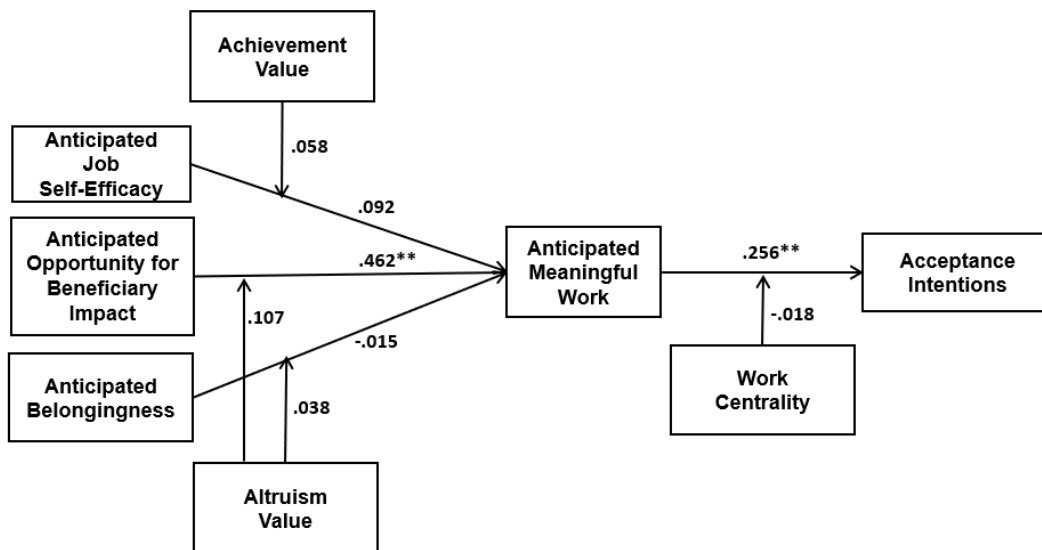 Achievement
Value
.058
Anticipated
Job
Self-Efficacy
.092
Anticipated
Opportunity for
Beneficiary
Impact
.462**
.107
Anticipated
Belongingness
-.015
.038
Altruism
Value
Anticipated
Meaningful
Work
.256**
-.018
Acceptance
Intentions
Work
Centrality